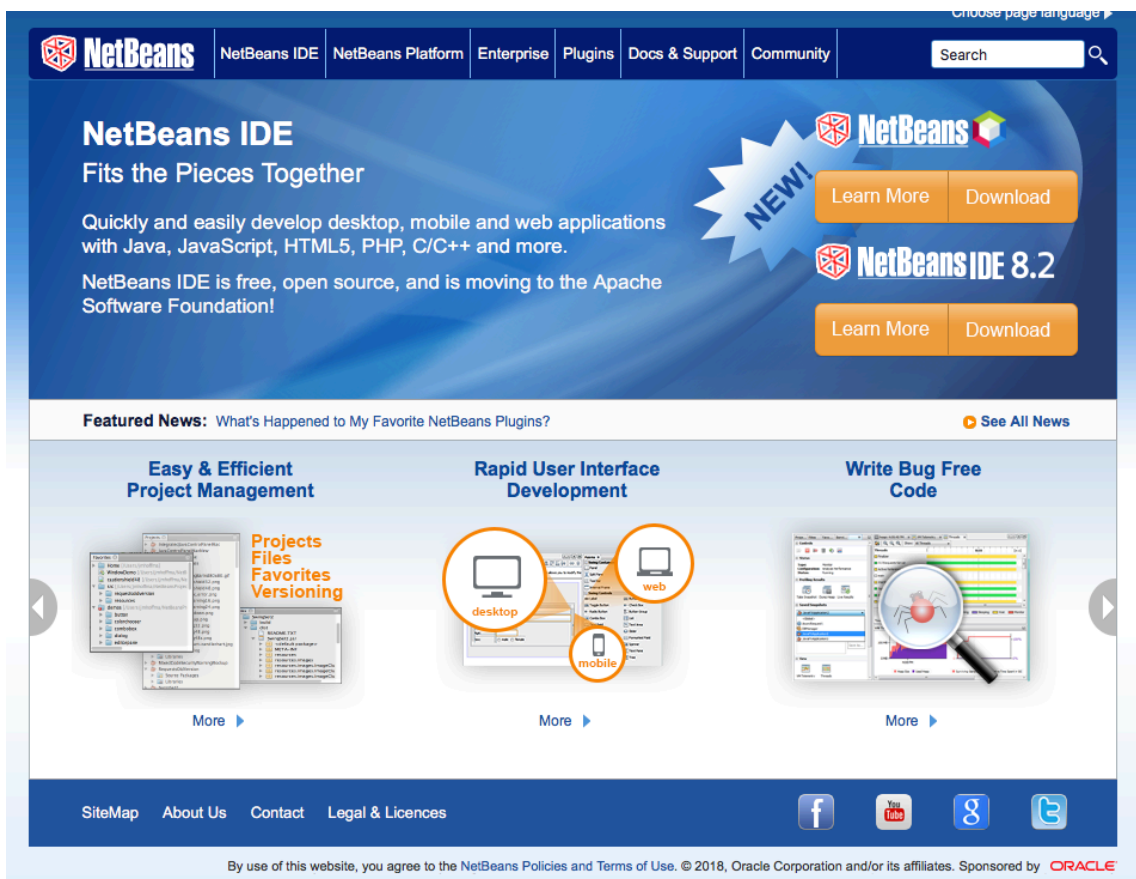 Choose page language
NetBeans
NetBeans IDE
NetBeans Platform
Enterprise
Plugins
Docs & Support
Community
Search
NetBeans IDE
Fits the Pieces Together
Quickly and easily develop desktop, mobile and web applications
with Java, JavaScript, HTML5, PHP, C/C++ and more.
NetBeans IDE is free, open source, and is moving to the Apache
Software Foundation!
NEW!
NetBeans
Learn More
Download
NetBeans IDE 8.2
Learn More
Download
Featured News: What's Happened to My Favorite NetBeans Plugins?
See All News
Easy & Efficient
Project Management
Projects
Files
Favorites
Versioning
More
Rapid User Interface
Development
desktop
web
mobile
More
Write Bug Free
Code
More
SiteMap
About Us
Contact
Legal & Licences
f
You
Tube
8
By use of this website, you agree to the NetBeans Policies and Terms of Use. © 2018, Oracle Corporation and/or its affiliates. Sponsored by ORACLE